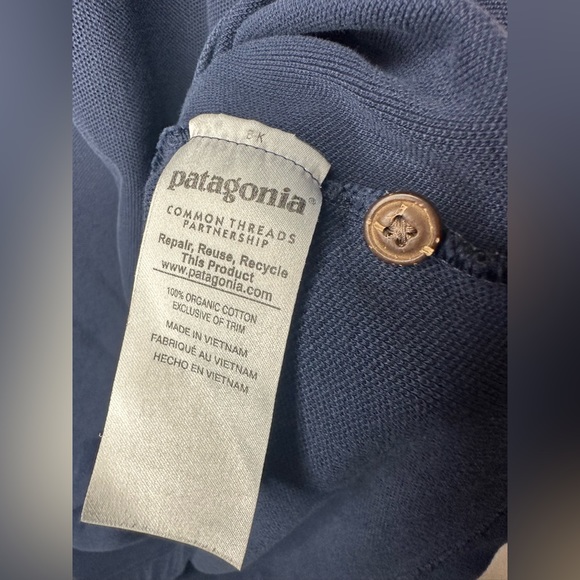 patagonia®
COMMON THREADS
PARTNERSHIP
Repair, Reuse, Recycle
This Product
www.patagonia.com
100% ORGANIC COTTON
EXCLUSIVE OF TRIM
MADE IN VIETNAM
FABRIQUÉ AU VIETNAM
HECHO EN VIETNAM